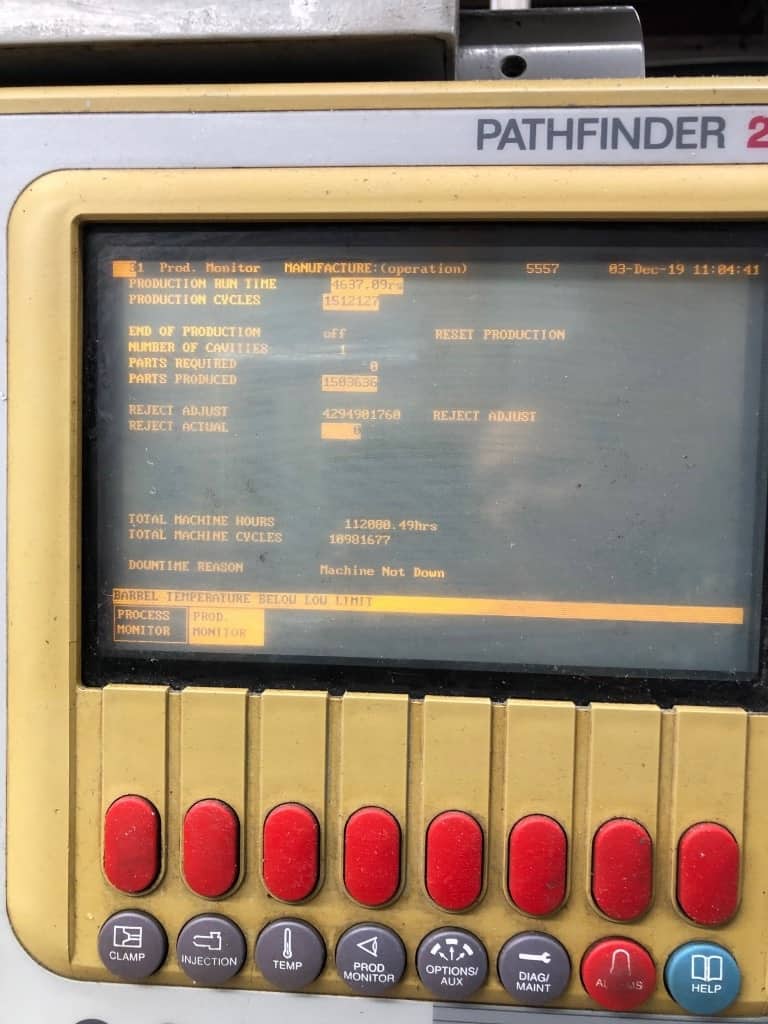 PATHFINDER 2
1 Prod. Monitor MANUFACTURE:(operation) 5557 03-Dec-19 11:04:41
PRODUCTION RUN TIME 4637.09rs
PRODUCTION CYCLES 1512127
END OF PRODUCTION off RESET PRODUCTION
NUMBER OF CAVITIES 1
PARTS REQUIRED 0
PARTS PRODUCED 1503636
REJECT ADJUST 4294901760 REJECT ADJUST
REJECT ACTUAL 0
TOTAL MACHINE HOURS 112080.49hrs
TOTAL MACHINE CYCLES 10981677
DOWNTIME REASON Machine Not Down
BARREL TEMPERATURE BELOW LOW LIMIT
PROCESS MONITOR
PROD. MONITOR
CLAMP
INJECTION
TEMP
PROD MONITOR
OPTIONS/ AUX
DIAG/ MAINT
ALARMS
HELP